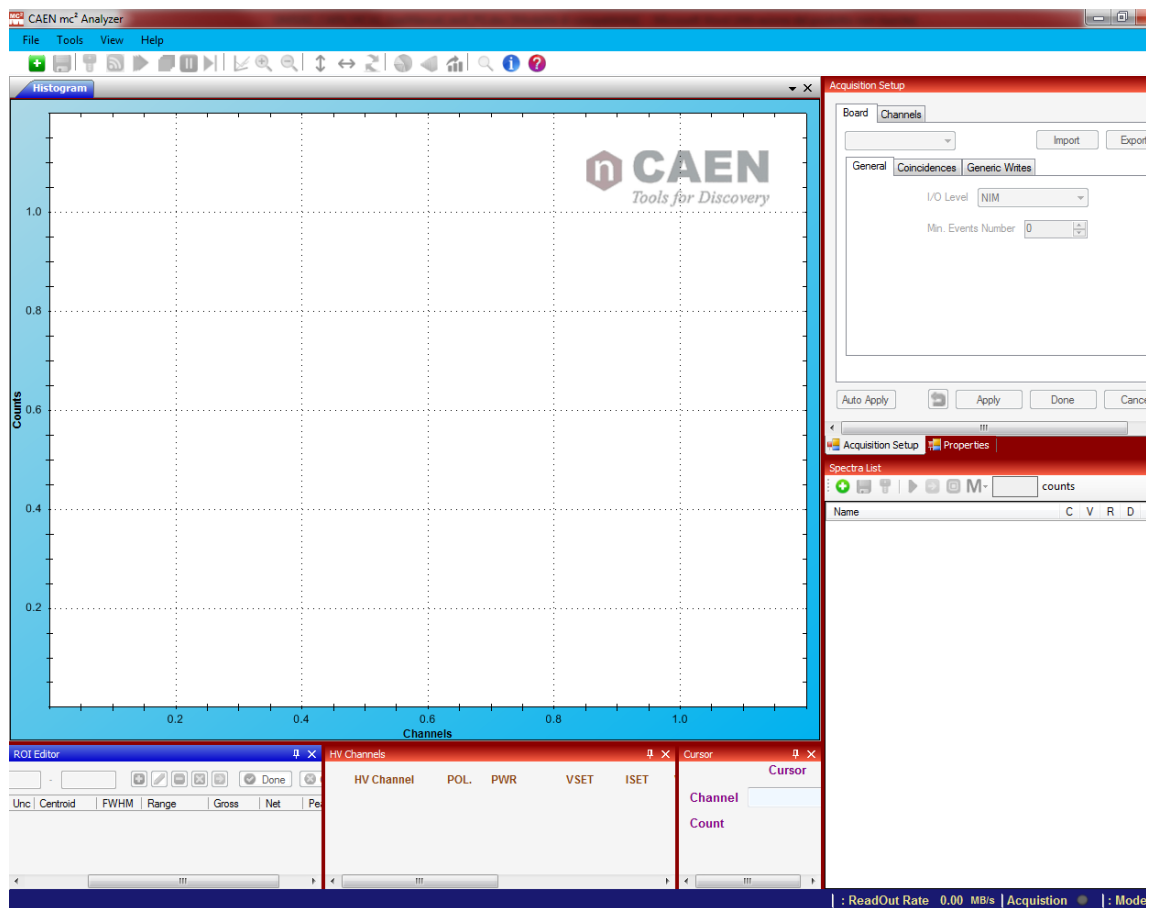 MC² CAEN mc² Analyzer
File Tools View Help
Histogram
CAEN
Tools for Discovery
1.0
0.8
0.6
0.4
0.2
Counts
0.2 0.4 0.6 0.8 1.0
Channels
Acquisition Setup
Board Channels
Import Export
General Coincidences Generic Writes
I/O Level NIM
Min. Events Number 0
Auto Apply Apply Done Cance
Acquisition Setup Properties
Spectra List
M- counts
Name C V R D
ROI Editor
- Done
Unc Centroid FWHM Range Gross Net Pe
HV Channels
HV Channel POL. PWR VSET ISET
Cursor
Cursor
Channel
Count
: ReadOut Rate 0.00 MB/s Acquistion : Mode